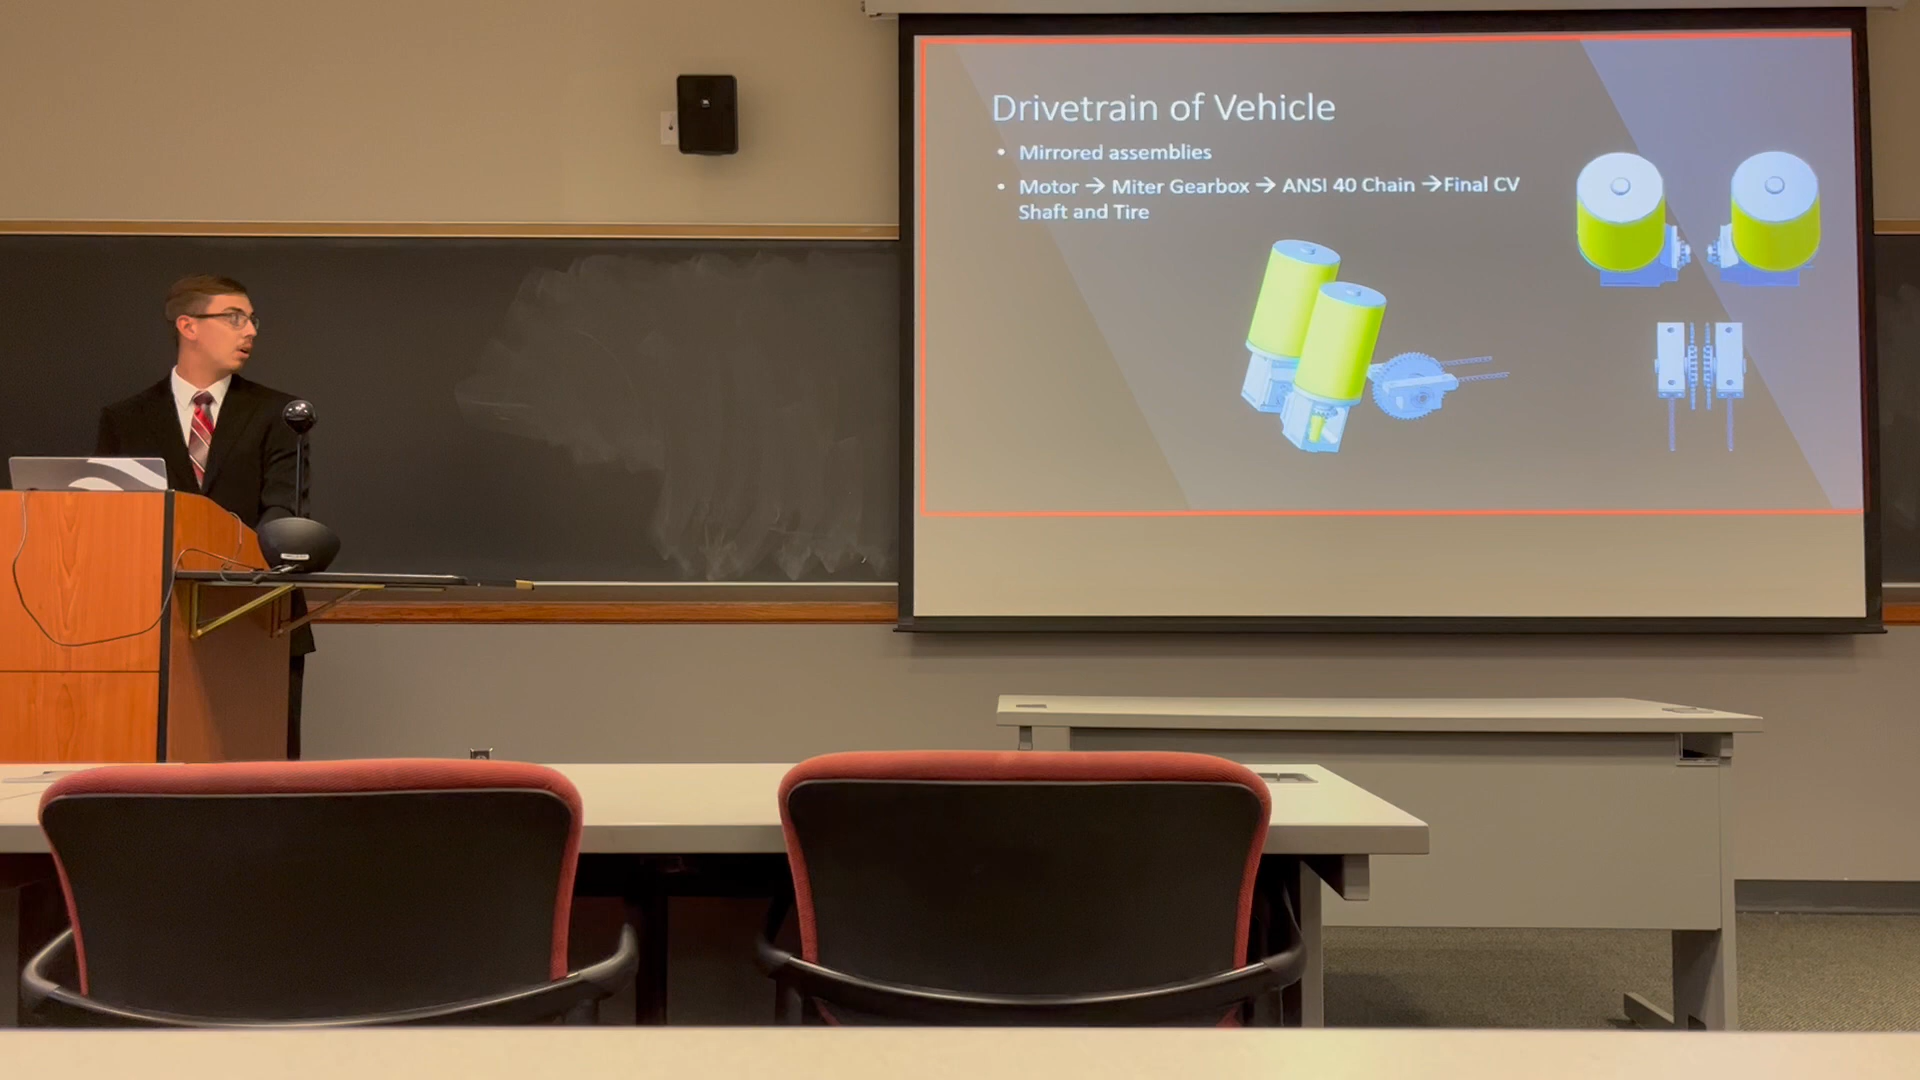 Drivetrain of Vehicle
• Mirrored assemblies
• Motor → Miter Gearbox → ANSI 40 Chain →Final CV
Shaft and Tire